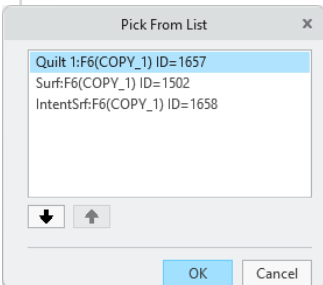 Pick From List
x
Quilt 1:F6(COPY_1) ID=1657
Surf:F6(COPY_1) ID=1502
IntentSrf:F6(COPY_1) ID=1658
OK Cancel